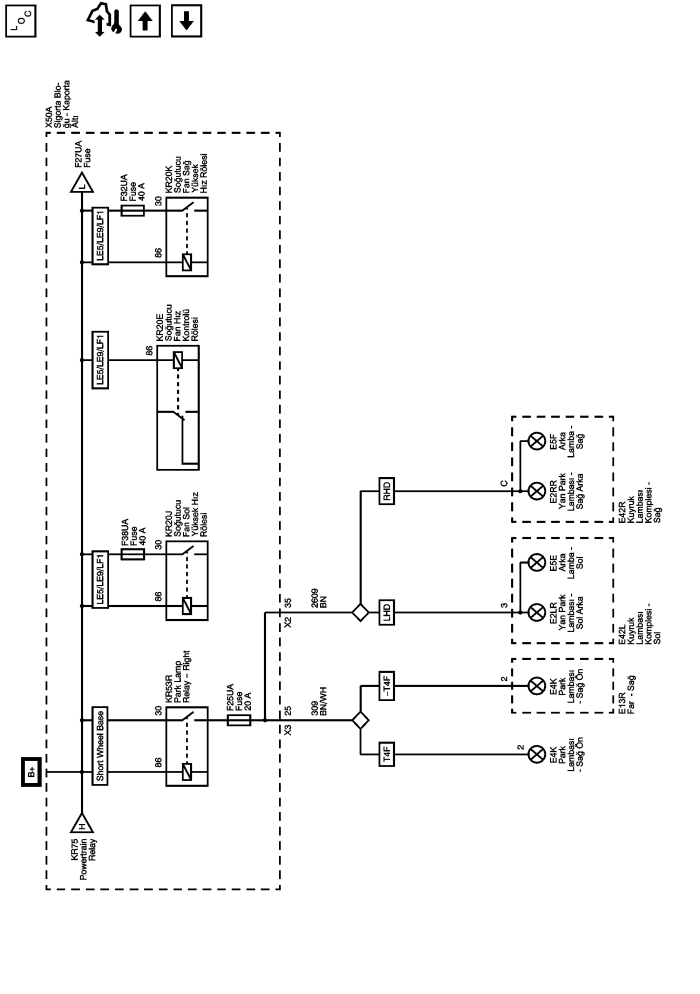 LOC
B+
X50A
Sigorta Blo-
ğu - Kaporta
Altı
KR75
Powertrain
Relay
H
L
F27UA
Fuse
Short Wheel Base
LE5/LE9/LF1
LE5/LE9/LF1
LE5/LE9/LF1
F38UA
Fuse
40 A
F32UA
Fuse
40 A
86
30
KR53R
Park Lamp
Relay – Right
86
30
KR20J
Soğutucu
Fan Sol
Yüksek Hız
Rölesi
86
KR20E
Soğutucu
Fan Hız
Kontrolü
Rölesi
86
30
KR20K
Soğutucu
Fan Sağ
Yüksek
Hız Rölesi
F25UA
Fuse
20 A
X3
25
X2
35
309
BN/WH
2609
BN
T4F
–T4F
LHD
RHD
2
2
3
C
E4K
Park
Lambası
- Sağ Ön
E4K
Park
Lambası
- Sağ Ön
E2LR
Yan Park
Lambası -
Sol Arka
E5E
Arka
Lamba -
Sol
E2RR
Yan Park
Lambası -
Sağ Arka
E5F
Arka
Lamba -
Sağ
E13R
Far - Sağ
E42L
Kuyruk
Lambası
Komplesi -
Sol
E42R
Kuyruk
Lambası
Komplesi -
Sağ